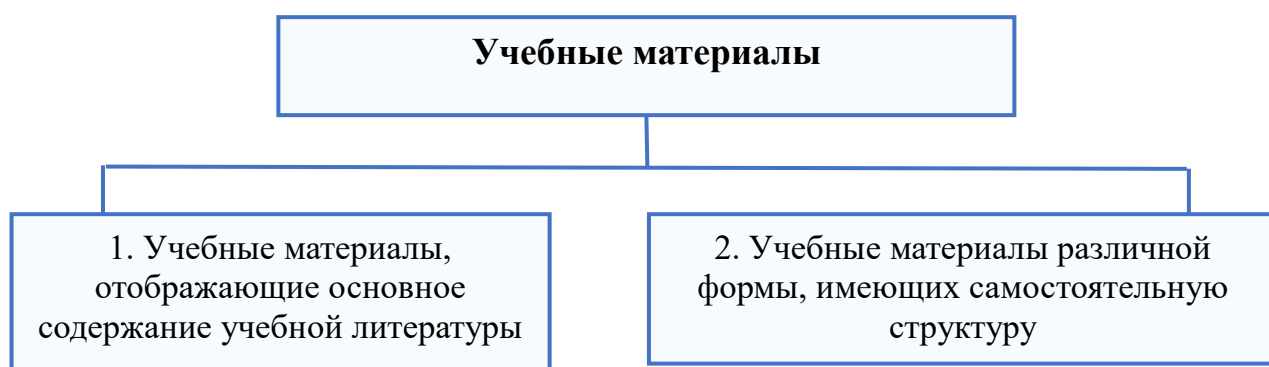 Учебные материалы
1. Учебные материалы,
отображающие основное
содержание учебной литературы
2. Учебные материалы различной
формы, имеющих самостоятельную
структуру